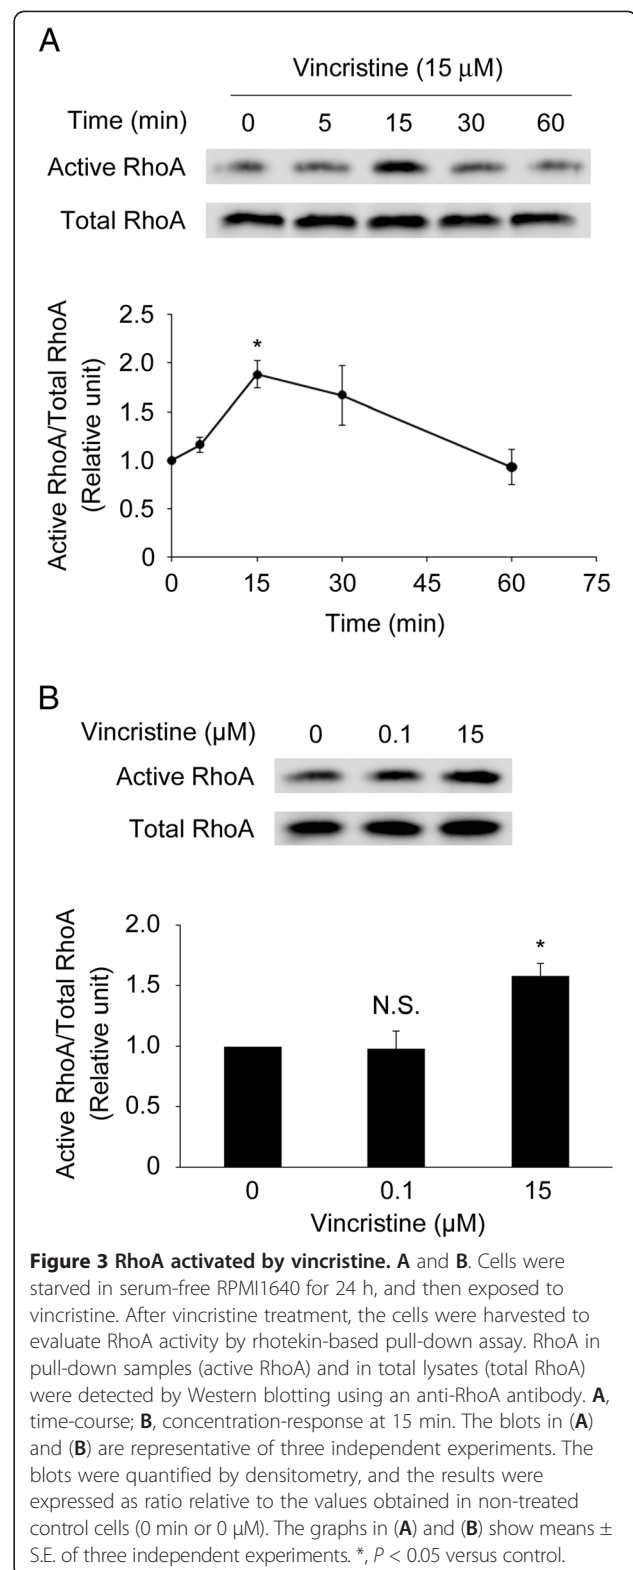 A
Vincristine (15 µM)
Time (min) 0 5 15 30 60
Active RhoA
Total RhoA
Active RhoA/Total RhoA
(Relative unit)
2.5
2.0
1.5
1.0
0.5
0
*
0 15 30 45 60 75
Time (min)
B
Vincristine (µM) 0 0.1 15
Active RhoA
Total RhoA
Active RhoA/Total RhoA
(Relative unit)
2.0
1.5
1.0
0.5
0
N.S.
*
0 0.1 15
Vincristine (µM)
Figure 3 RhoA activated by vincristine. A and B. Cells were
starved in serum-free RPMI1640 for 24 h, and then exposed to
vincristine. After vincristine treatment, the cells were harvested to
evaluate RhoA activity by rhotekin-based pull-down assay. RhoA in
pull-down samples (active RhoA) and in total lysates (total RhoA)
were detected by Western blotting using an anti-RhoA antibody. A,
time-course; B, concentration-response at 15 min. The blots in (A)
and (B) are representative of three independent experiments. The
blots were quantified by densitometry, and the results were
expressed as ratio relative to the values obtained in non-treated
control cells (0 min or 0 µM). The graphs in (A) and (B) show means ±
S.E. of three independent experiments. *, P < 0.05 versus control.